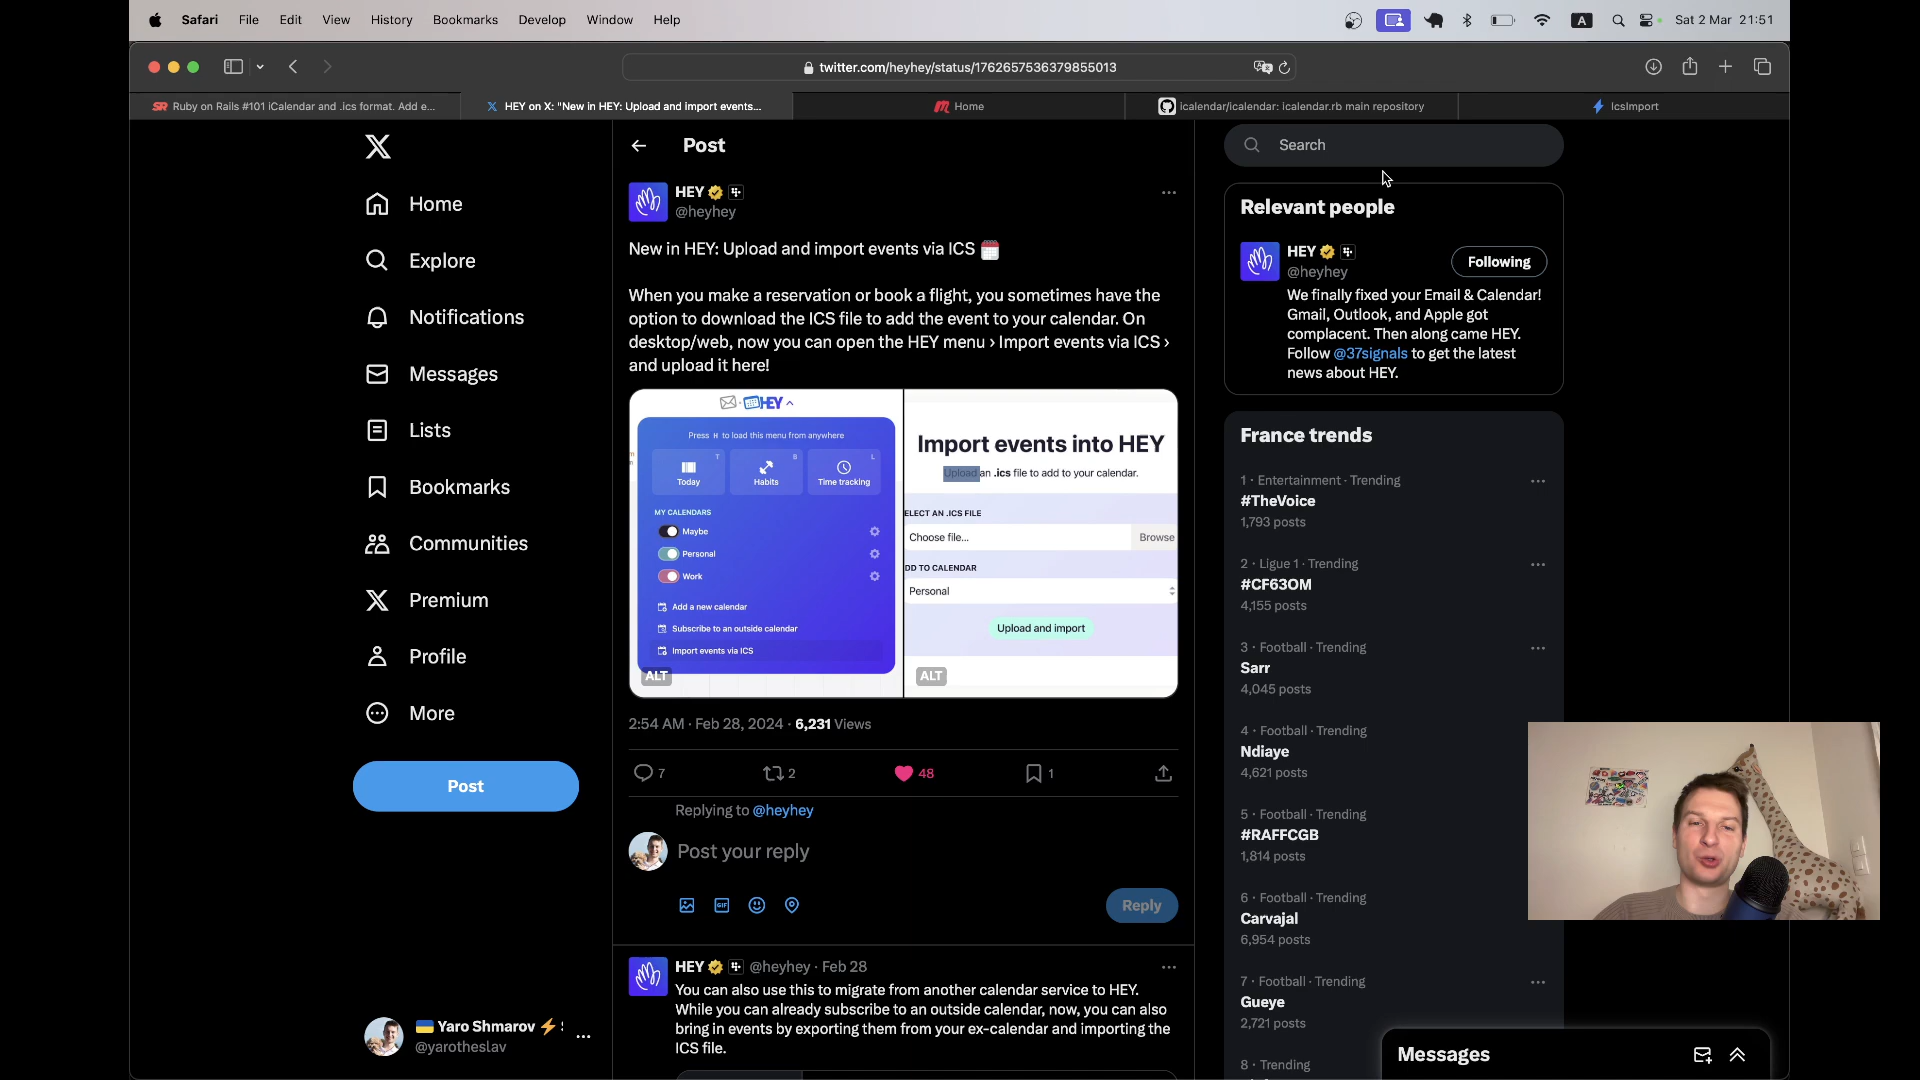 Safari File Edit View History Bookmarks Develop Window Help
A Sat 2 Mar 21:51
twitter.com/heyhey/status/1762657536379855013
Ruby on Rails #101 iCalendar and .ics format. Add e...
HEY on X: "New in HEY: Upload and import events...
Home
icalendar/icalendar: icalendar.rb main repository
IcsImport
Home
Explore
Notifications
Messages
Lists
Bookmarks
Communities
Premium
Profile
More
Post
Yaro Shmarov
@yarotheslav
Post
HEY
@heyhey
New in HEY: Upload and import events via ICS
When you make a reservation or book a flight, you sometimes have the
option to download the ICS file to add the event to your calendar. On
desktop/web, now you can open the HEY menu › Import events via ICS ›
and upload it here!
HEY
Press H to load this menu from anywhere
T B L
Today Habits Time tracking
MY CALENDARS
Maybe
Personal
Work
Add a new calendar
Subscribe to an outside calendar
Import events via ICS
ALT
Import events into HEY
Upload an .ics file to add to your calendar.
ELECT AN .ICS FILE
Choose file... Browse
DD TO CALENDAR
Personal
Upload and import
ALT
2:54 AM · Feb 28, 2024 · 6,231 Views
7 2 48 1
Replying to @heyhey
Post your reply
GIF
Reply
HEY @heyhey · Feb 28
You can also use this to migrate from another calendar service to HEY.
While you can already subscribe to an outside calendar, now, you can also
bring in events by exporting them from your ex-calendar and importing the
ICS file.
Search
Relevant people
HEY
@heyhey
Following
We finally fixed your Email & Calendar!
Gmail, Outlook, and Apple got
complacent. Then along came HEY.
Follow @37signals to get the latest
news about HEY.
France trends
1 · Entertainment · Trending
#TheVoice
1,793 posts
2 · Ligue 1 · Trending
#CF63OM
4,155 posts
3 · Football · Trending
Sarr
4,045 posts
4 · Football · Trending
Ndiaye
4,621 posts
5 · Football · Trending
#RAFFCGB
1,814 posts
6 · Football · Trending
Carvajal
6,954 posts
7 · Football · Trending
Gueye
2,721 posts
8 · Trending
Messages